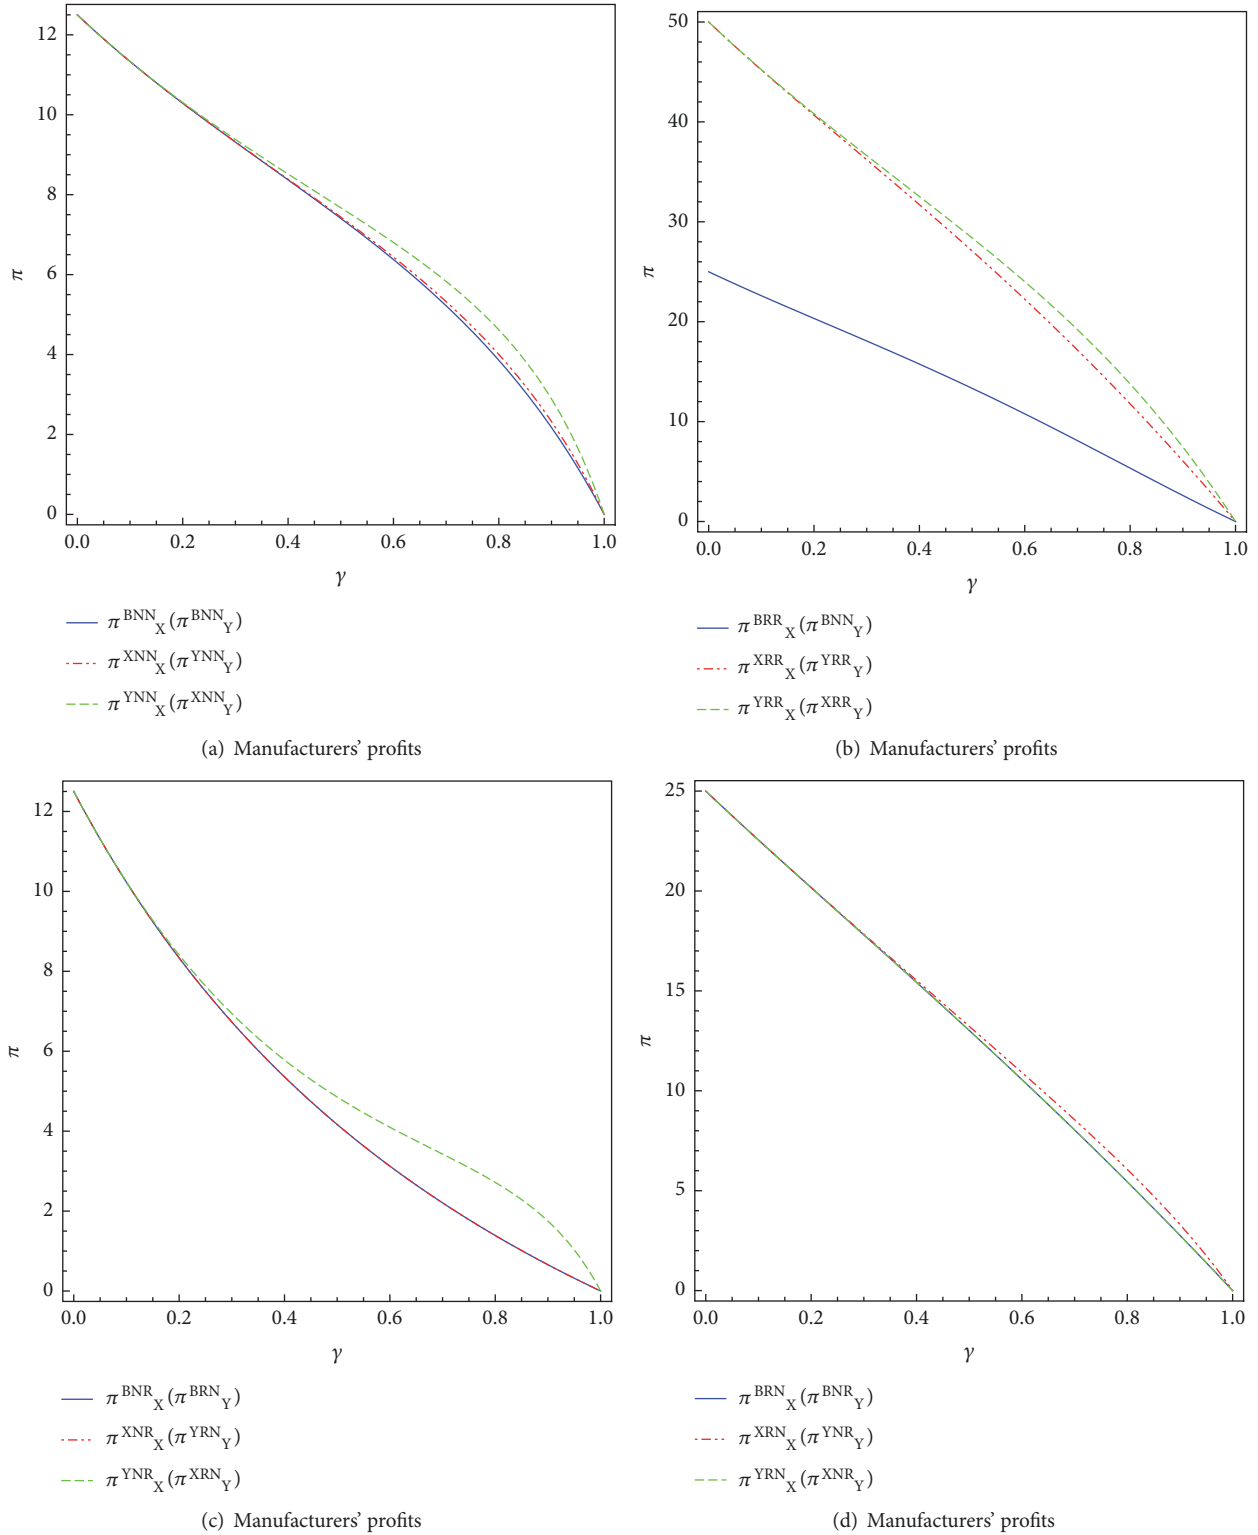 12
10
8
π
6
4
2
0
0.0 0.2 0.4 0.6 0.8 1.0
γ
π^BNN_X (π^BNN_Y)
π^XNN_X (π^YNN_Y)
π^YNN_X (π^XNN_Y)
(a) Manufacturers’ profits
50
40
30
π
20
10
0
0.0 0.2 0.4 0.6 0.8 1.0
γ
π^BRR_X (π^BNN_Y)
π^XRR_X (π^YRR_Y)
π^YRR_X (π^XRR_Y)
(b) Manufacturers’ profits
12
10
8
π
6
4
2
0
0.0 0.2 0.4 0.6 0.8 1.0
γ
π^BNR_X (π^BRN_Y)
π^XNR_X (π^YRN_Y)
π^YNR_X (π^XRN_Y)
(c) Manufacturers’ profits
25
20
15
π
10
5
0
0.0 0.2 0.4 0.6 0.8 1.0
γ
π^BRN_X (π^BNR_Y)
π^XRN_X (π^YNR_Y)
π^YRN_X (π^XNR_Y)
(d) Manufacturers’ profits